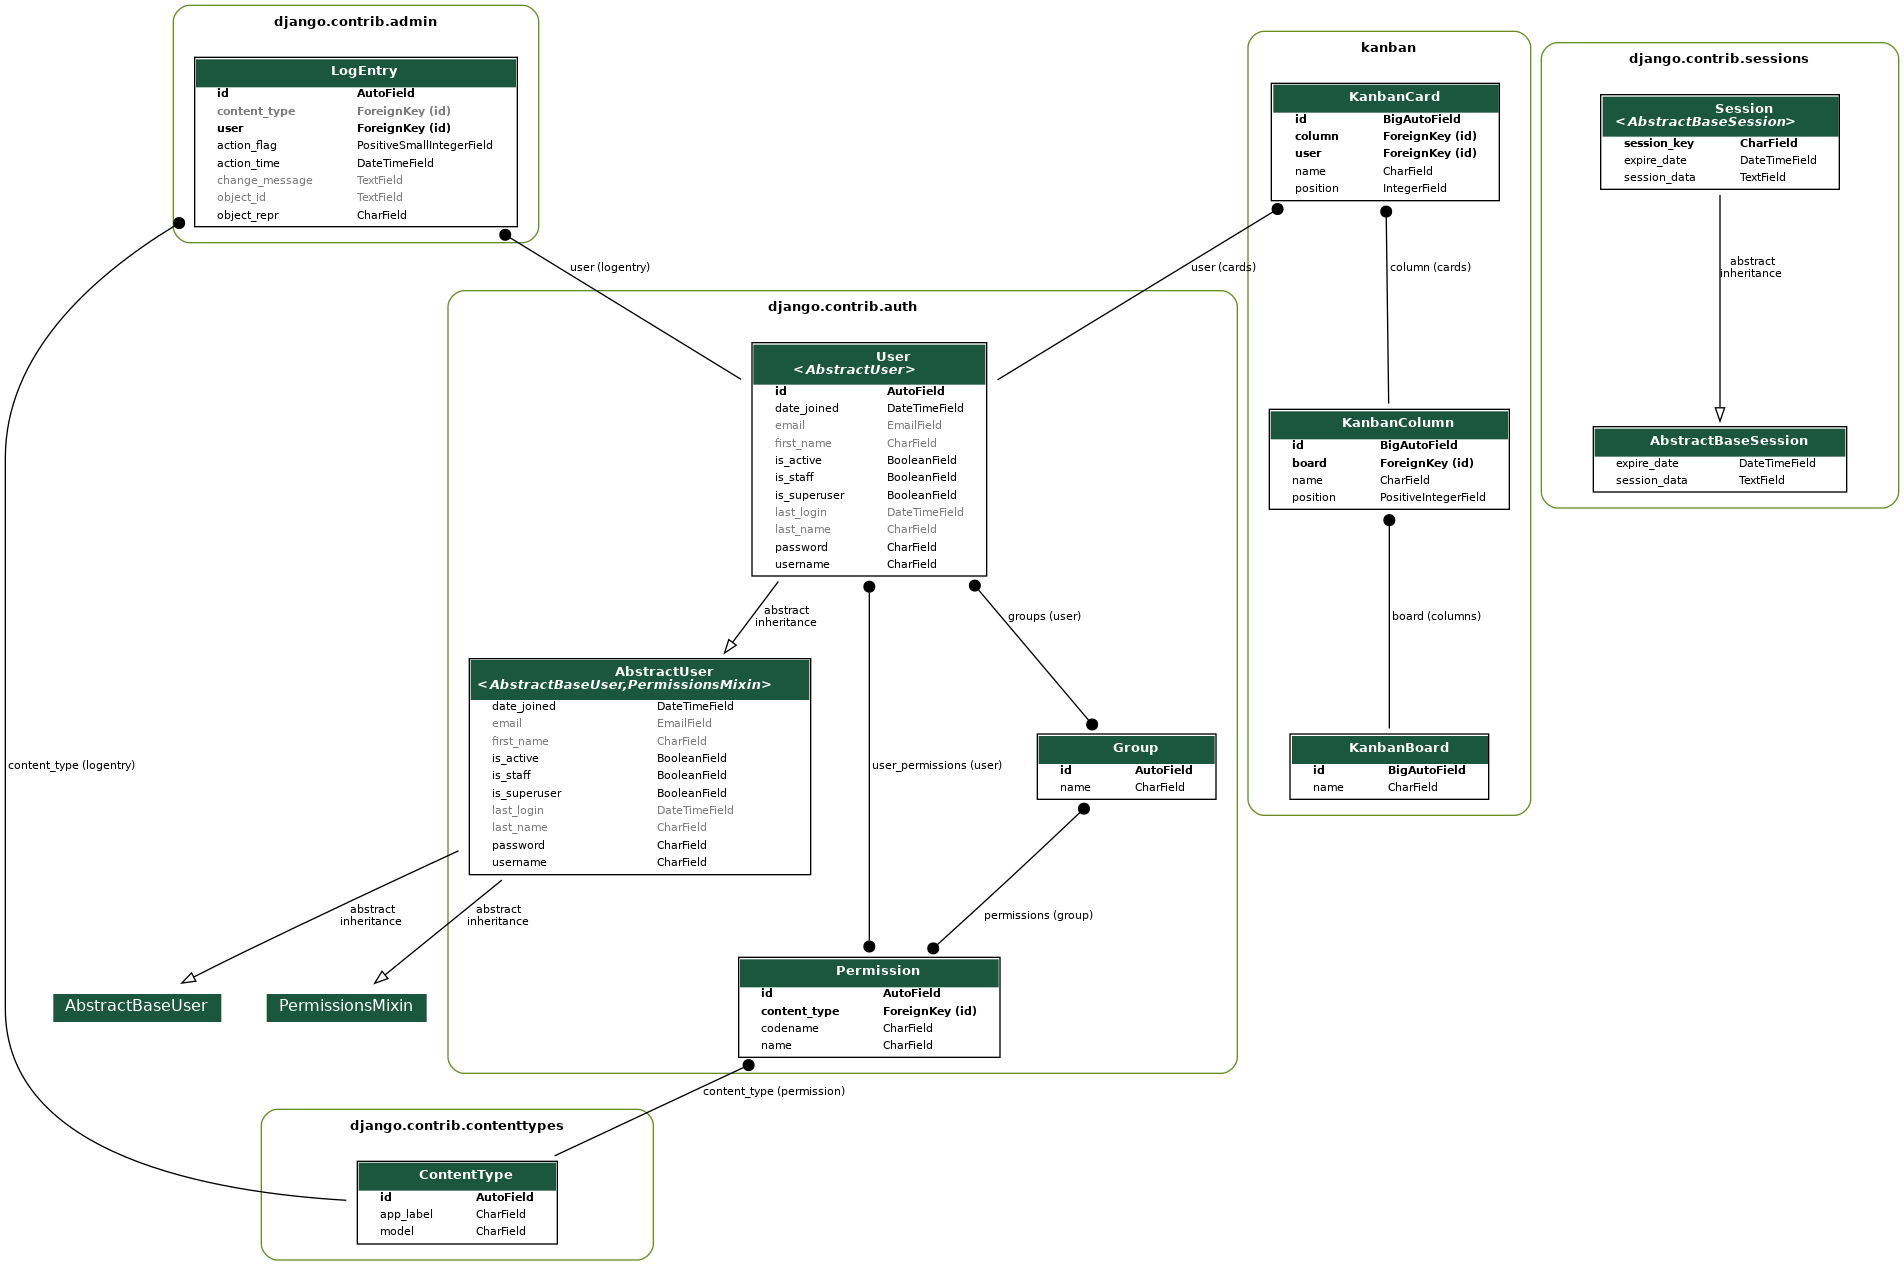 django.contrib.admin
LogEntry
id AutoField
content_type ForeignKey (id)
user ForeignKey (id)
action_flag PositiveSmallIntegerField
action_time DateTimeField
change_message TextField
object_id TextField
object_repr CharField
kanban
KanbanCard
id BigAutoField
column ForeignKey (id)
user ForeignKey (id)
name CharField
position IntegerField
django.contrib.sessions
Session
<AbstractBaseSession>
session_key CharField
expire_date DateTimeField
session_data TextField
user (logentry)
user (cards)
column (cards)
abstract
inheritance
django.contrib.auth
User
<AbstractUser>
id AutoField
date_joined DateTimeField
email EmailField
first_name CharField
is_active BooleanField
is_staff BooleanField
is_superuser BooleanField
last_login DateTimeField
last_name CharField
password CharField
username CharField
KanbanColumn
id BigAutoField
board ForeignKey (id)
name CharField
position PositiveIntegerField
AbstractBaseSession
expire_date DateTimeField
session_data TextField
abstract
inheritance
groups (user)
board (columns)
AbstractUser
<AbstractBaseUser,PermissionsMixin>
date_joined DateTimeField
email EmailField
first_name CharField
is_active BooleanField
is_staff BooleanField
is_superuser BooleanField
last_login DateTimeField
last_name CharField
password CharField
username CharField
content_type (logentry)
user_permissions (user)
Group
id AutoField
name CharField
KanbanBoard
id BigAutoField
name CharField
abstract
inheritance
abstract
inheritance
permissions (group)
AbstractBaseUser
PermissionsMixin
Permission
id AutoField
content_type ForeignKey (id)
codename CharField
name CharField
content_type (permission)
django.contrib.contenttypes
ContentType
id AutoField
app_label CharField
model CharField